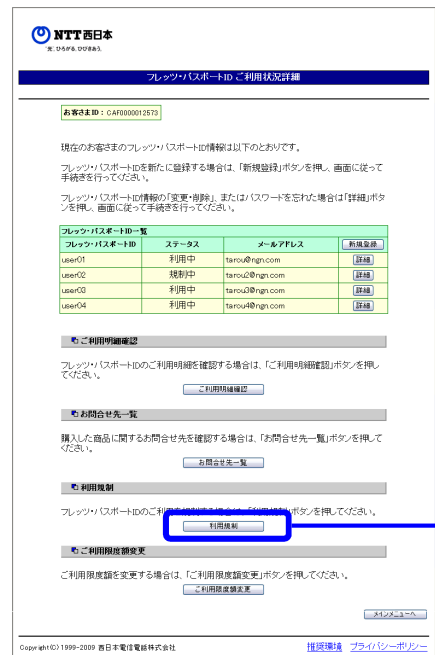 NTT西日本
"光"、ひろがる、ひびきあう。
フレッツ・パスポートID ご利用状況詳細
お客さまID：CAF0000012573
現在のお客さまのフレッツ・パスポートID情報は以下のとおりです。
フレッツ・パスポートIDを新たに登録する場合は、「新規登録」ボタンを押し、画面に従って
手続きを行ってください。
フレッツ・パスポートID情報の「変更・削除」、またはパスワードを忘れた場合は「詳細」ボタ
ンを押し、画面に従って手続きを行ってください。
フレッツ・パスポートID一覧
フレッツ・パスポートID ステータス メールアドレス 新規登録
user01 利用中 tarou@ngn.com 詳細
user02 規制中 tarou2@ngn.com 詳細
user03 利用中 tarou3@ngn.com 詳細
user04 利用中 tarou4@ngn.com 詳細
ご利用明細確認
フレッツ・パスポートIDのご利用明細を確認する場合は、「ご利用明細確認」ボタンを押し
てください。
ご利用明細確認
お問合せ先一覧
購入した商品に関するお問合せ先を確認する場合は、「お問合せ先一覧」ボタンを押して
ください。
お問合せ先一覧
利用規制
フレッツ・パスポートIDのご利用を規制する場合は、「利用規制」ボタンを押してください。
利用規制
ご利用限度額変更
ご利用限度額を変更する場合は、「ご利用限度額変更」ボタンを押してください。
ご利用限度額変更
メインメニューへ
Copyright(C) 1999-2009 西日本電信電話株式会社 推奨環境 プライバシーポリシー